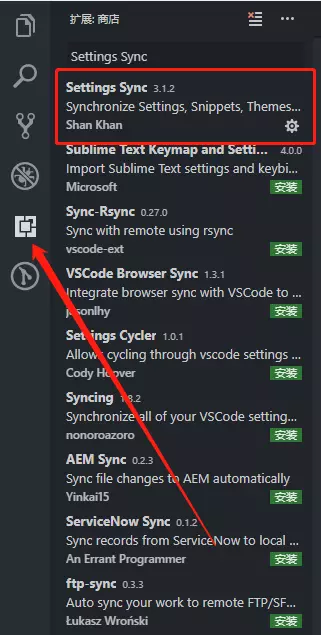 扩展: 商店
Settings Sync
Settings Sync 3.1.2
Synchronize Settings, Snippets, Themes...
Shan Khan
Sublime Text Keymap and Setti... 4.0.0
Import Sublime Text settings and keybi...
Microsoft 安装
Sync-Rsync 0.27.0
Sync with remote using rsync
vscode-ext 安装
VSCode Browser Sync 1.3.1
Integrate browser sync with VSCode to ...
jasonlhy 安装
Settings Cycler 1.0.1
Allows cycling through vscode settings ...
Cody Hoover 安装
Syncing
Synchronize all of your VSCode setting...
nonoroazoro 安装
AEM Sync 0.2.3
Sync file changes to AEM automatically
Yinkai15 安装
ServiceNow Sync 0.1.2
Sync records from ServiceNow to local ...
An Errant Programmer 安装
ftp-sync 0.3.3
Auto sync your work to remote FTP/SF...
Łukasz Wroński 安装